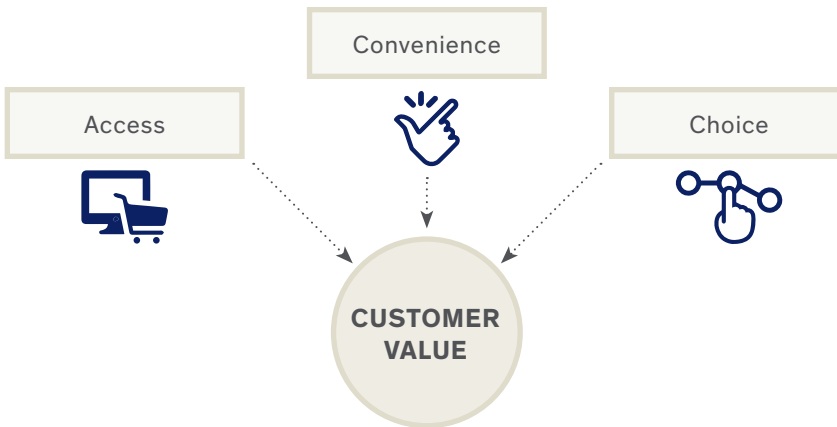 Convenience
Access
Choice
CUSTOMER
VALUE